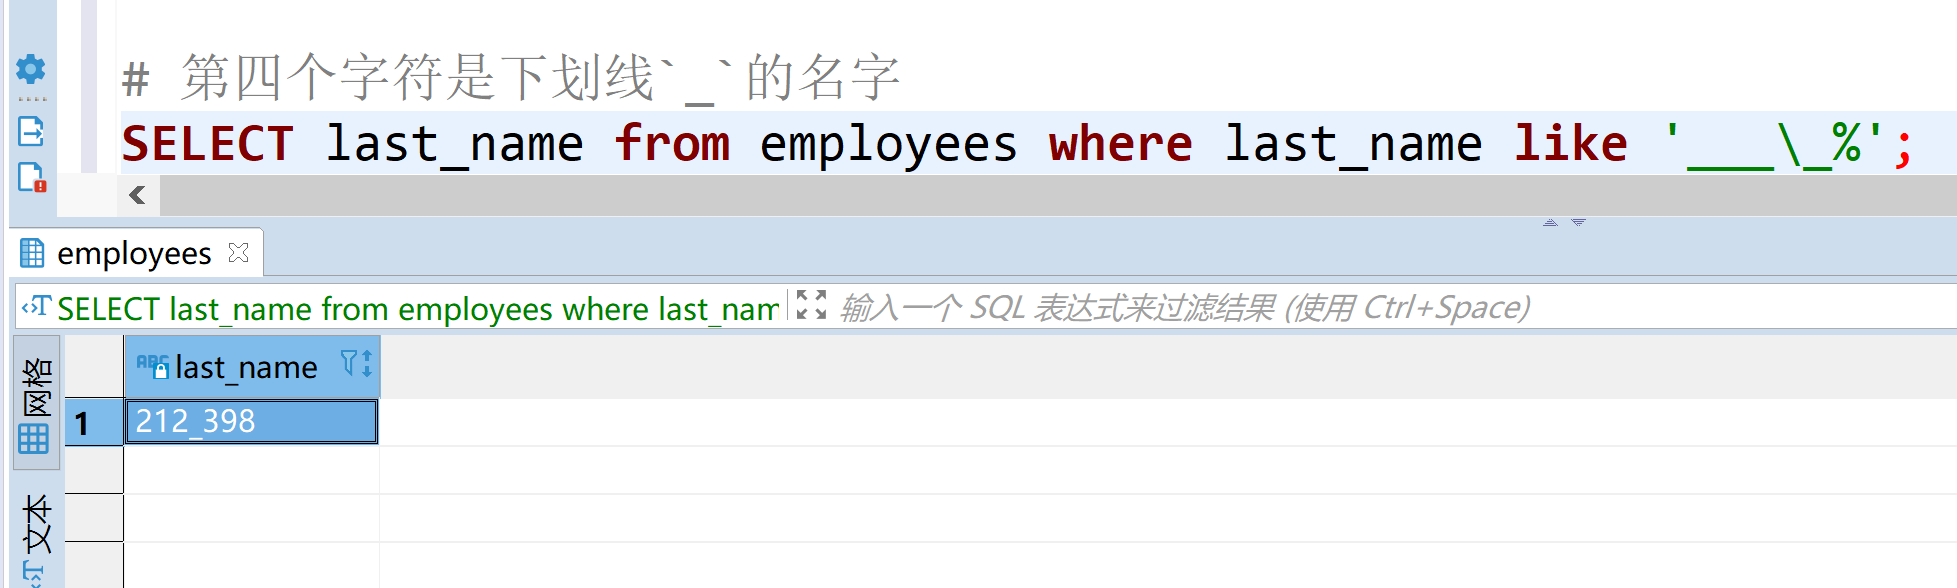 # 第四个字符是下划线`_`的名字
SELECT last_name from employees where last_name like '___\_%';
employees
SELECT last_name from employees where last_nam
输入一个 SQL 表达式来过滤结果 (使用 Ctrl+Space)
网格
ABC last_name
1 212_398
文本